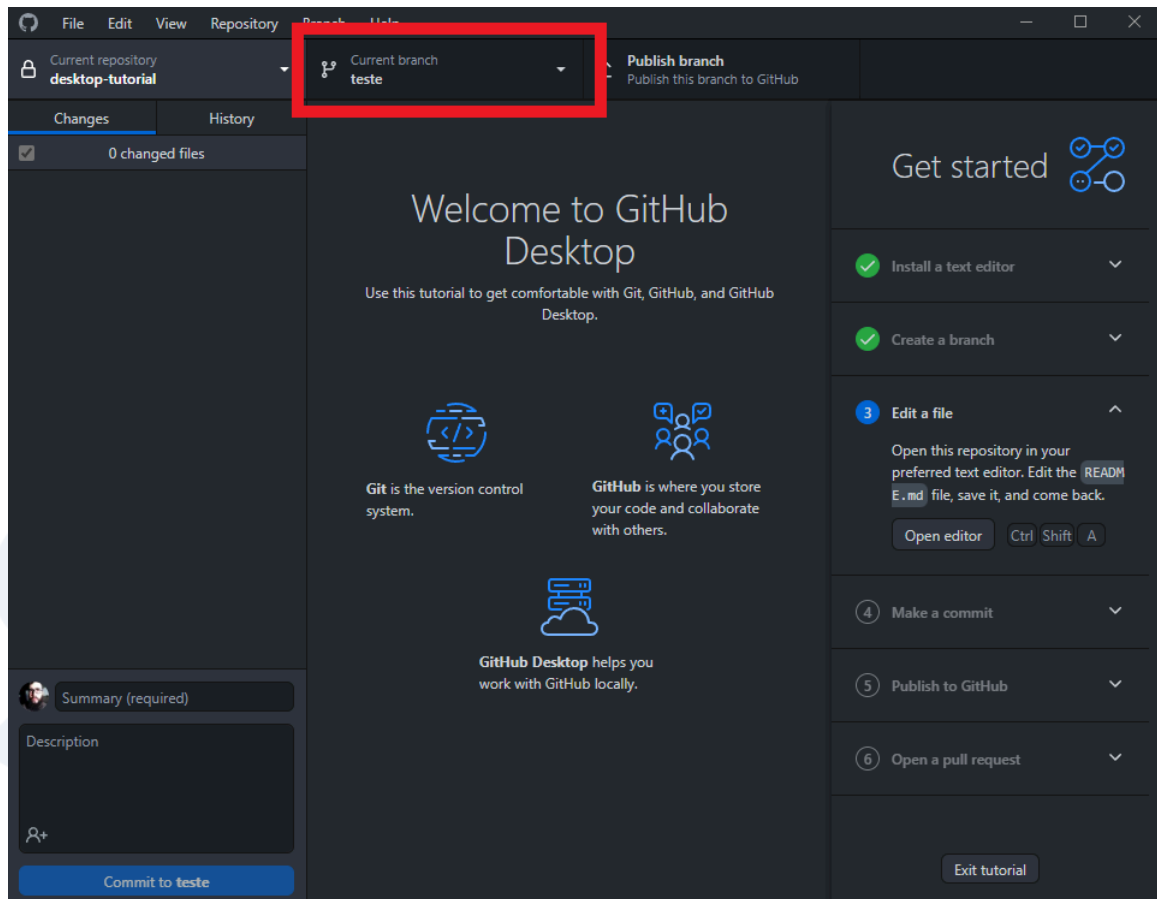 File Edit View Repository Branch Help
Current repository
desktop-tutorial
Current branch
teste
Publish branch
Publish this branch to GitHub
Changes History
0 changed files
Welcome to GitHub
Desktop
Use this tutorial to get comfortable with Git, GitHub, and GitHub
Desktop.
Git is the version control
system.
GitHub is where you store
your code and collaborate
with others.
GitHub Desktop helps you
work with GitHub locally.
Summary (required)
Description
Commit to teste
Get started
Install a text editor
Create a branch
3 Edit a file
Open this repository in your
preferred text editor. Edit the READM
E.md file, save it, and come back.
Open editor Ctrl Shift A
4 Make a commit
5 Publish to GitHub
6 Open a pull request
Exit tutorial